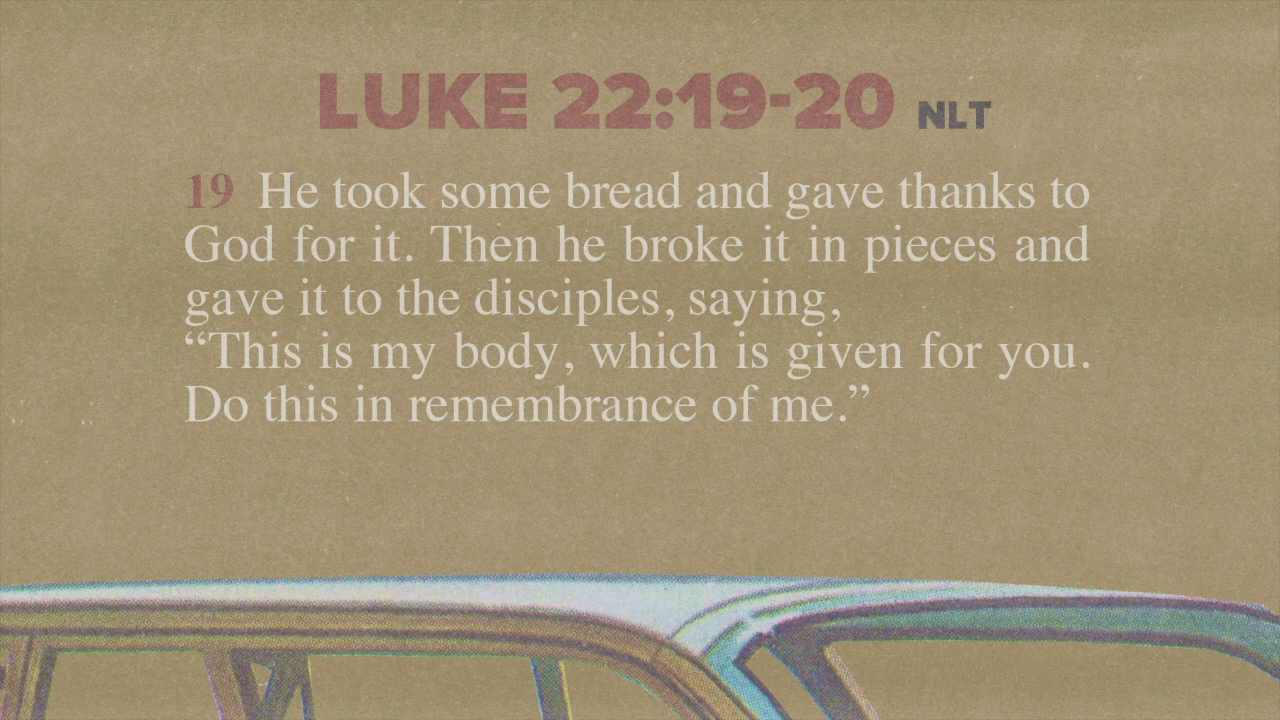 LUKE 22:19-20 NLT
19 He took some bread and gave thanks to
God for it. Then he broke it in pieces and
gave it to the disciples, saying,
“This is my body, which is given for you.
Do this in remembrance of me.”